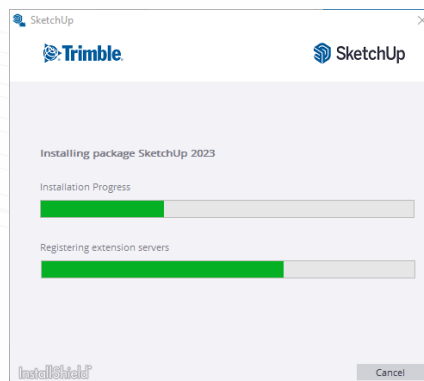 SketchUp
Trimble.
SketchUp
Installing package SketchUp 2023
Installation Progress
Registering extension servers
InstallShield
Cancel